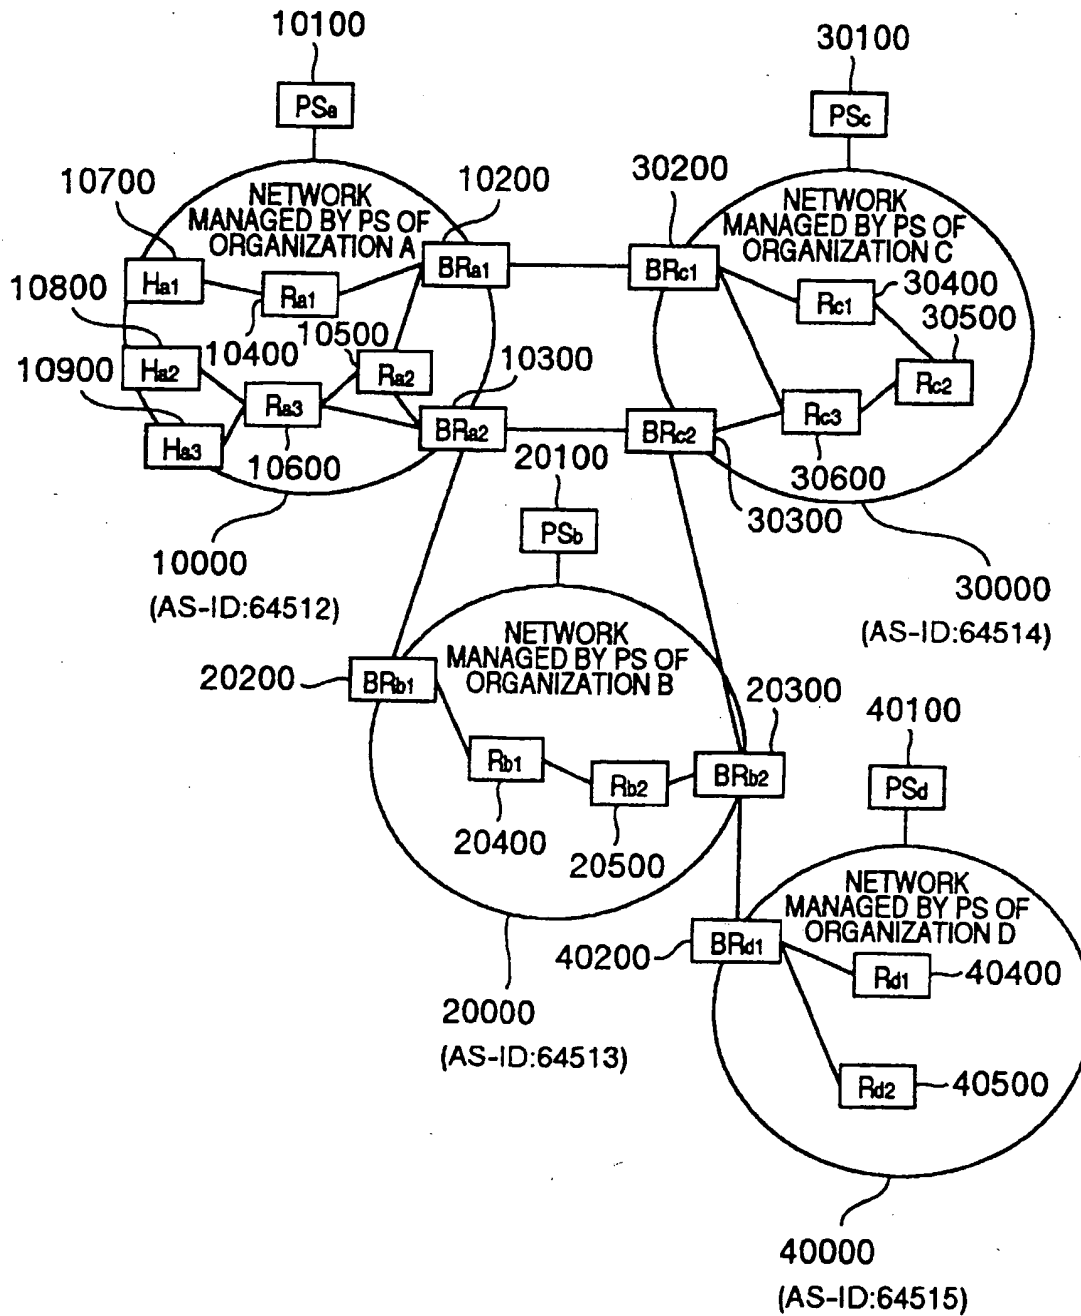 10100
30100
PSa
PSc
10700
10200
30200
NETWORK
MANAGED BY PS OF
ORGANIZATION A
NETWORK
MANAGED BY PS OF
ORGANIZATION C
Ha1
Ra1
BRa1
BRc1
Rc1
30400
10800
10400
10500
10300
30500
Ha2
Ra2
Rc2
10900
Ra3
BRa2
BRc2
Rc3
Ha3
10600
20100
30600
30300
PSb
10000
(AS-ID:64512)
30000
(AS-ID:64514)
NETWORK
MANAGED BY PS OF
ORGANIZATION B
20200
BRb1
20300
40100
Rb1
Rb2
BRb2
PSd
20400
20500
NETWORK
MANAGED BY PS OF
ORGANIZATION D
40200
BRd1
Rd1
40400
20000
(AS-ID:64513)
Rd2
40500
40000
(AS-ID:64515)